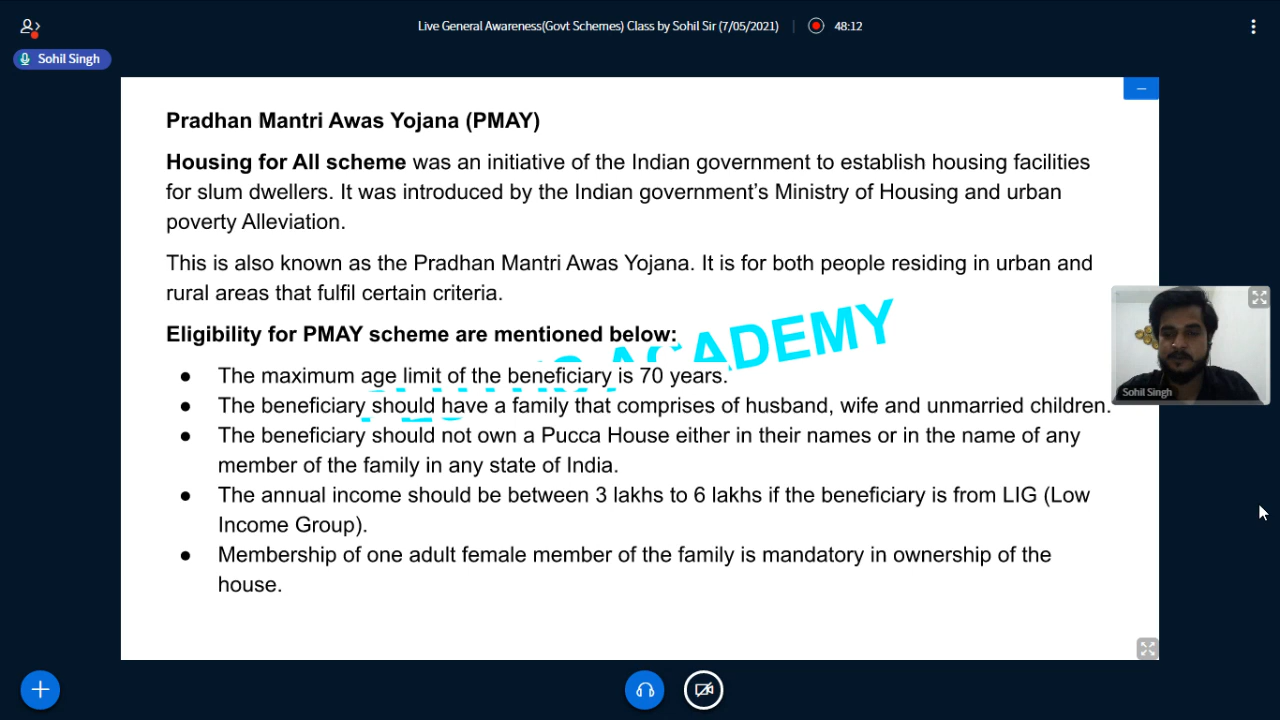 Live General Awareness(Govt Schemes) Class by Sohil Sir (7/05/2021)
48:12
Sohil Singh
Pradhan Mantri Awas Yojana (PMAY)
Housing for All scheme was an initiative of the Indian government to establish housing facilities
for slum dwellers. It was introduced by the Indian government's Ministry of Housing and urban
poverty Alleviation.
This is also known as the Pradhan Mantri Awas Yojana. It is for both people residing in urban and
rural areas that fulfil certain criteria.
Eligibility for PMAY scheme are mentioned below:
ACADEMY
● The maximum age limit of the beneficiary is 70 years.
● The beneficiary should have a family that comprises of husband, wife and unmarried children.
● The beneficiary should not own a Pucca House either in their names or in the name of any
member of the family in any state of India.
● The annual income should be between 3 lakhs to 6 lakhs if the beneficiary is from LIG (Low
Income Group).
● Membership of one adult female member of the family is mandatory in ownership of the
house.
Sohil Singh